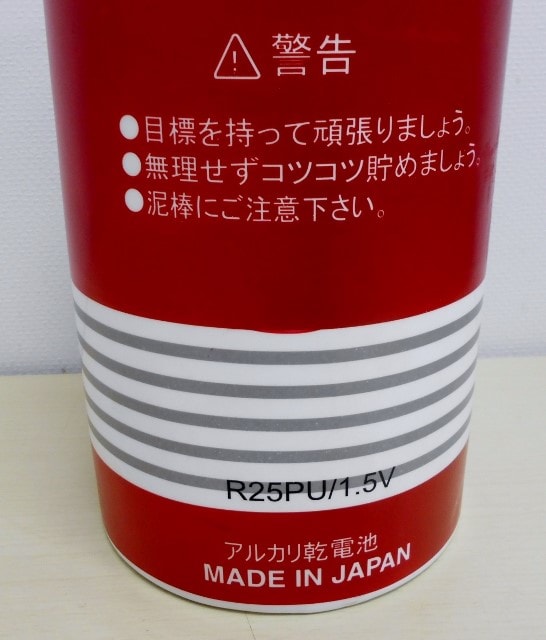 ⚠ 警告
●目標を持って頑張りましょう。
●無理せずコツコツ貯めましょう。
●泥棒にご注意下さい。
R25PU/1.5V
アルカリ乾電池
MADE IN JAPAN